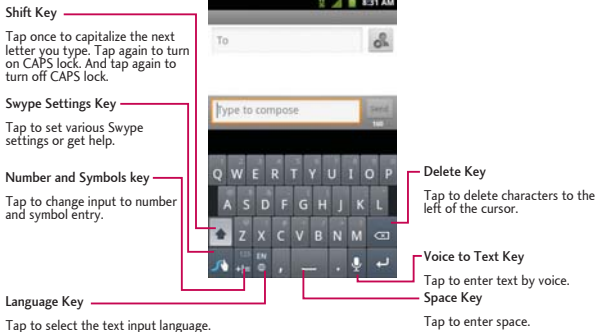 Shift Key
Tap once to capitalize the next
letter you type. Tap again to turn
on CAPS lock. And tap again to
turn off CAPS lock.
Swype Settings Key
Tap to set various Swype
settings or get help.
Number and Symbols key
Tap to change input to number
and symbol entry.
Language Key
Tap to select the text input language.
8:31 AM
To
Type to compose
Send
160
Q W E R T Y U I O P
A S D F G H J K L
Z X C V B N M
123
+!=
EN
, .
Delete Key
Tap to delete characters to the
left of the cursor.
Voice to Text Key
Tap to enter text by voice.
Space Key
Tap to enter space.